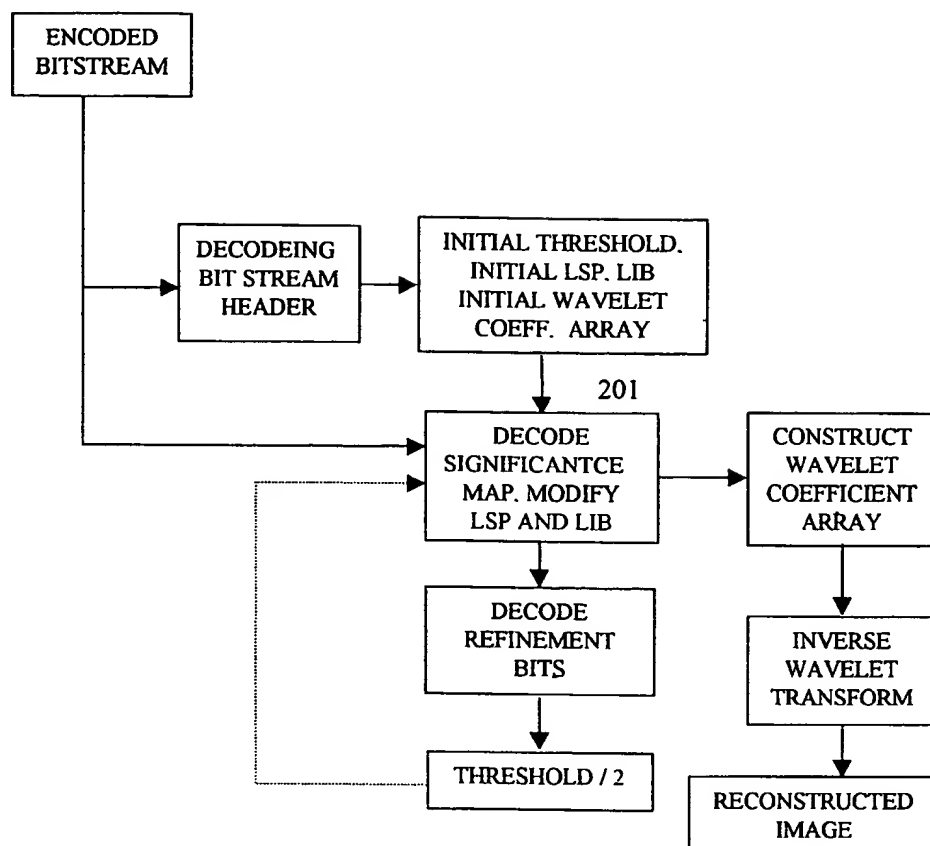 ENCODED
BITSTREAM
DECODEING
BIT STREAM
HEADER
INITIAL THRESHOLD.
INITIAL LSP. LIB
INITIAL WAVELET
COEFF. ARRAY
201
DECODE
SIGNIFICANTCE
MAP. MODIFY
LSP AND LIB
CONSTRUCT
WAVELET
COEFFICIENT
ARRAY
DECODE
REFINEMENT
BITS
INVERSE
WAVELET
TRANSFORM
THRESHOLD / 2
RECONSTRUCTED
IMAGE